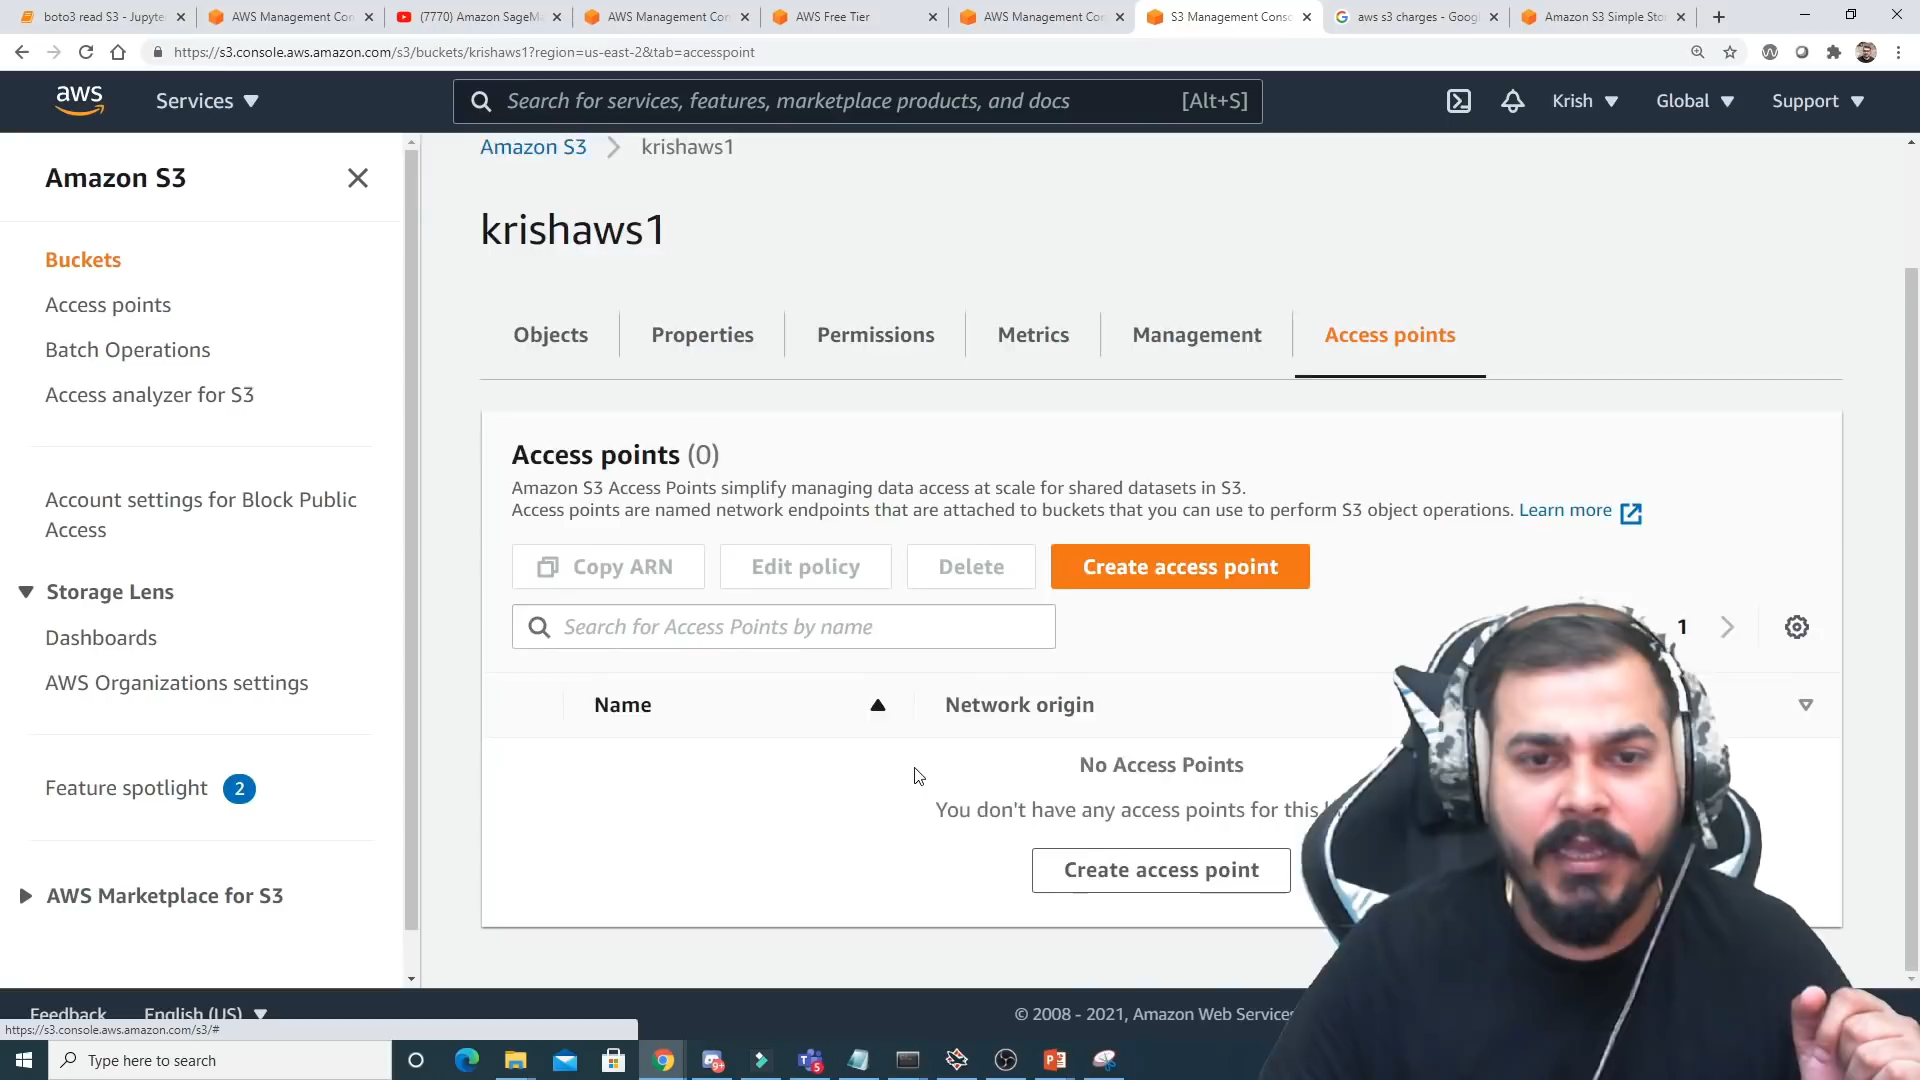 boto3 read S3 - Jupyte
AWS Management Con
(7770) Amazon SageM
AWS Management Con
AWS Free Tier
AWS Management Con
S3 Management Conso
aws s3 charges - Googl
Amazon S3 Simple Sto
https://s3.console.aws.amazon.com/s3/buckets/krishaws1?region=us-east-2&tab=accesspoint
aws
Services
Search for services, features, marketplace products, and docs
[Alt+S]
Krish
Global
Support
Amazon S3
Buckets
Access points
Batch Operations
Access analyzer for S3
Account settings for Block Public
Access
Storage Lens
Dashboards
AWS Organizations settings
Feature spotlight 2
AWS Marketplace for S3
Amazon S3 > krishaws1
krishaws1
Objects
Properties
Permissions
Metrics
Management
Access points
Access points (0)
Amazon S3 Access Points simplify managing data access at scale for shared datasets in S3.
Access points are named network endpoints that are attached to buckets that you can use to perform S3 object operations. Learn more
Copy ARN
Edit policy
Delete
Create access point
Search for Access Points by name
1
Name
Network origin
No Access Points
You don't have any access points for this
Create access point
Feedback
English (US)
© 2008 - 2021, Amazon Web Services
https://s3.console.aws.amazon.com/s3/#
Type here to search